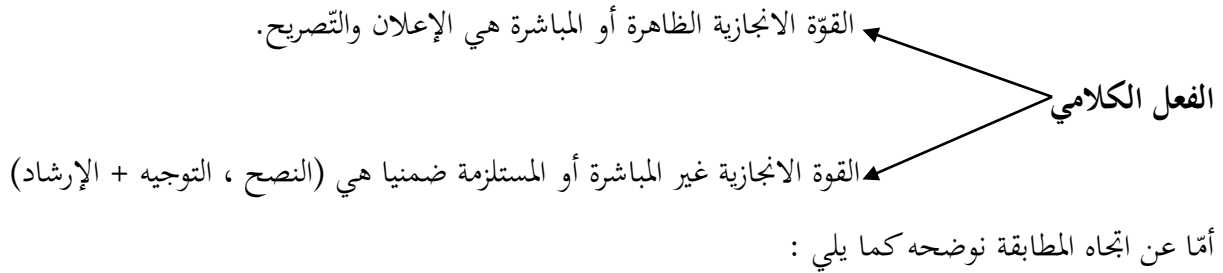 القوّة الانجازية الظاهرة أو المباشرة هي الإعلان والتّصريح.
الفعل الكلامي
القوة الانجازية غير المباشرة أو المستلزمة ضمنيا هي (النصح ، التوجيه + الإرشاد)
أمّا عن اتجاه المطابقة نوضحه كما يلي :